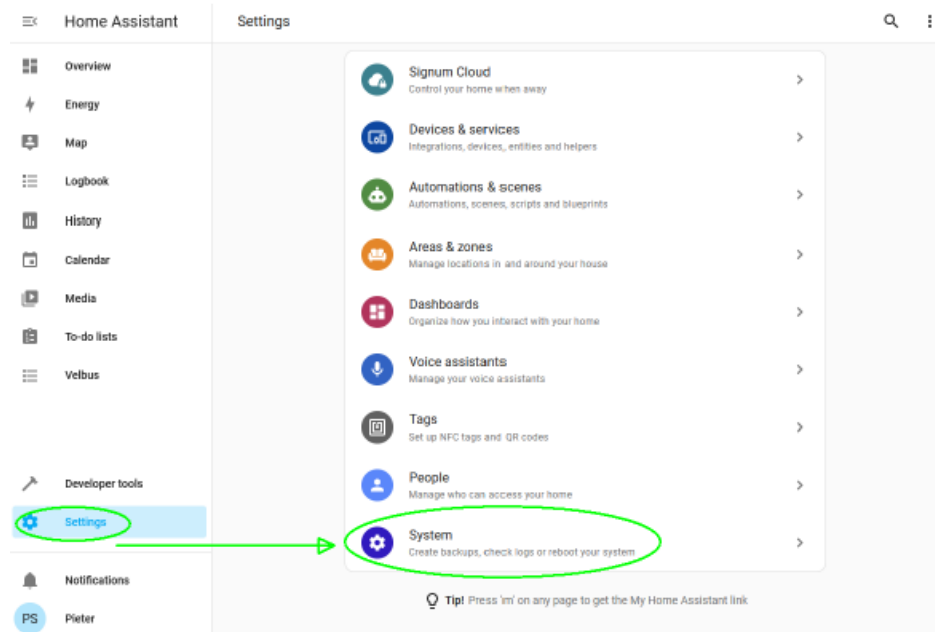 Home Assistant
Settings
Overview
Energy
Map
Logbook
History
Calendar
Media
To-do lists
Velbus
Developer tools
Settings
Notifications
PS
Pieter
Signum Cloud
Control your home when away
Devices & services
Integrations, devices, entities and helpers
Automations & scenes
Automations, scenes, scripts and blueprints
Areas & zones
Manage locations in and around your house
Dashboards
Organize how you interact with your home
Voice assistants
Manage your voice assistants
Tags
Set up NFC tags and QR codes
People
Manage who can access your home
System
Create backups, check logs or reboot your system
Tip! Press 'm' on any page to get the My Home Assistant link